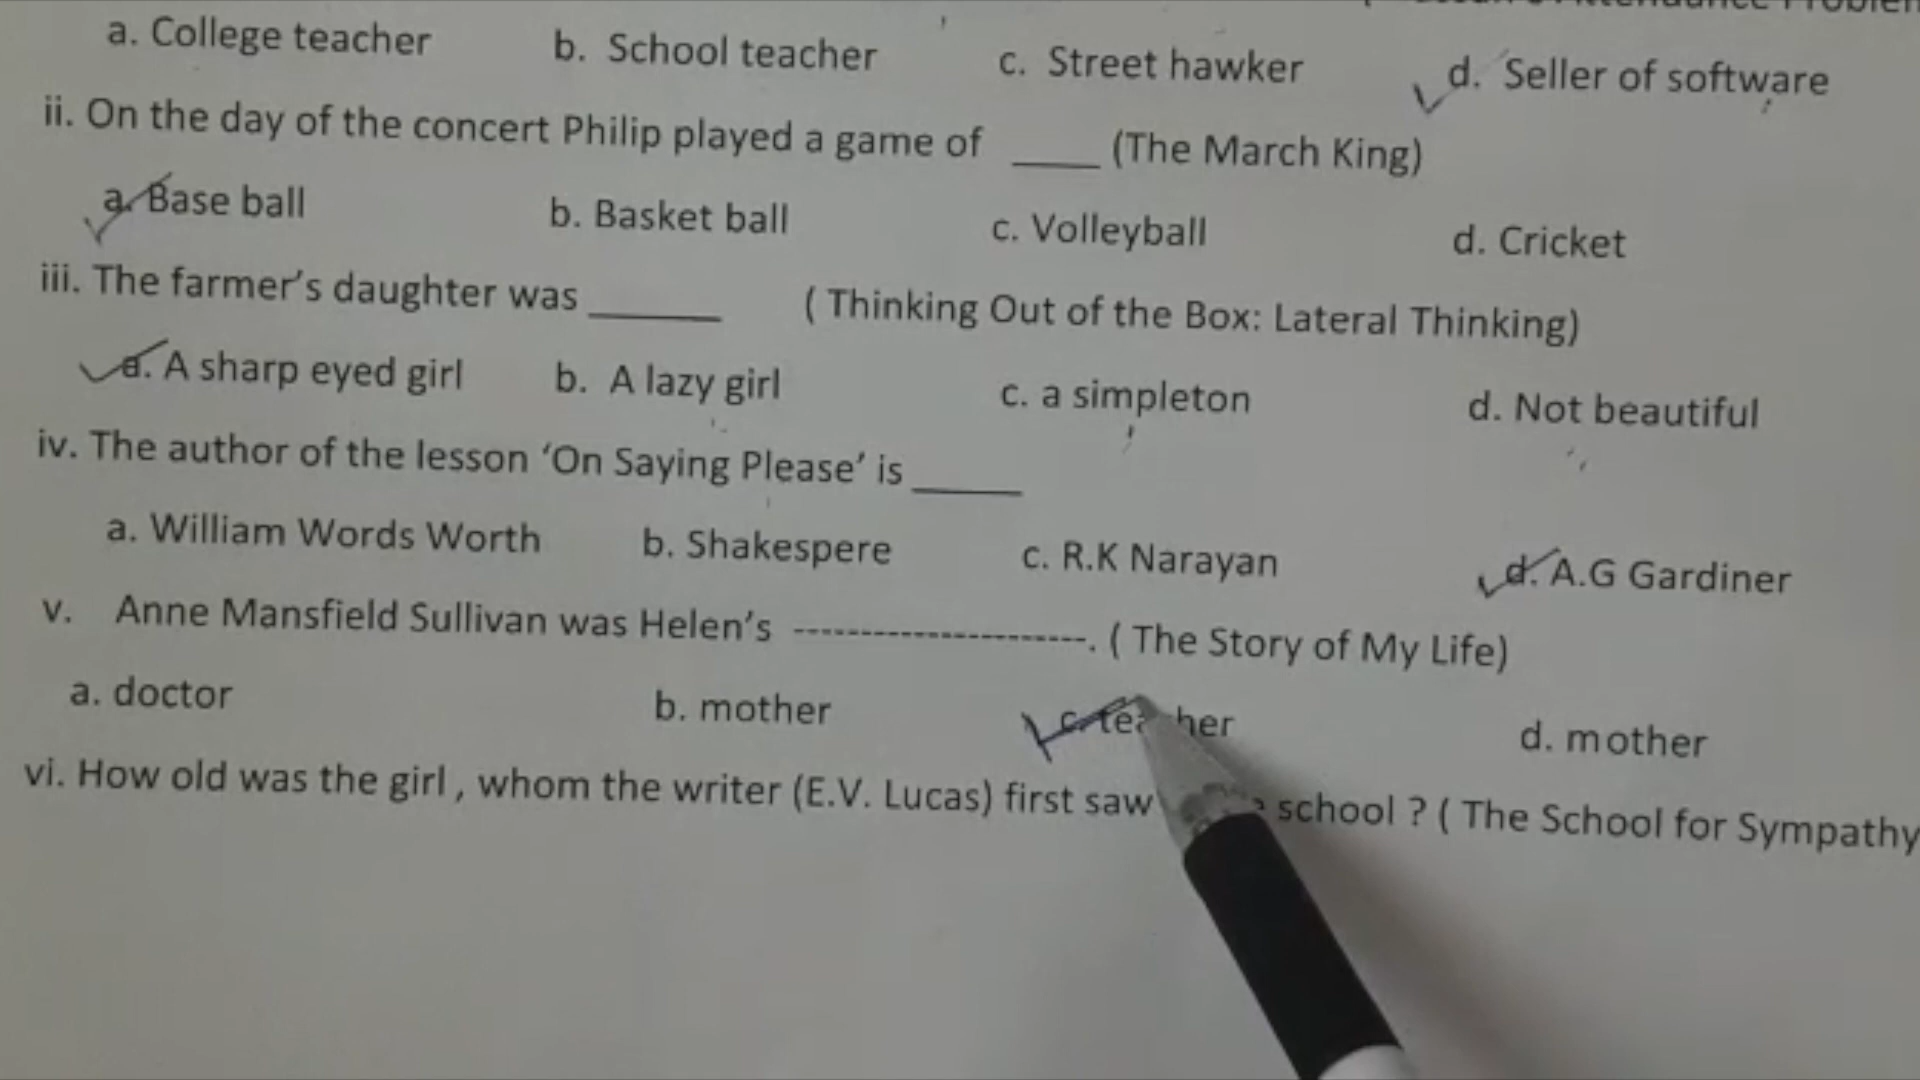 Problem
a. College teacher b. School teacher c. Street hawker d. Seller of software
ii. On the day of the concert Philip played a game of ____ (The March King)
a. Base ball b. Basket ball c. Volleyball d. Cricket
iii. The farmer's daughter was ______ ( Thinking Out of the Box: Lateral Thinking)
a. A sharp eyed girl b. A lazy girl c. a simpleton d. Not beautiful
iv. The author of the lesson ‘On Saying Please’ is _____
a. William Words Worth b. Shakespere c. R.K Narayan d. A.G Gardiner
v. Anne Mansfield Sullivan was Helen's ----------------------. ( The Story of My Life)
a. doctor b. mother c. teacher d. mother
vi. How old was the girl , whom the writer (E.V. Lucas) first saw school ? ( The School for Sympathy